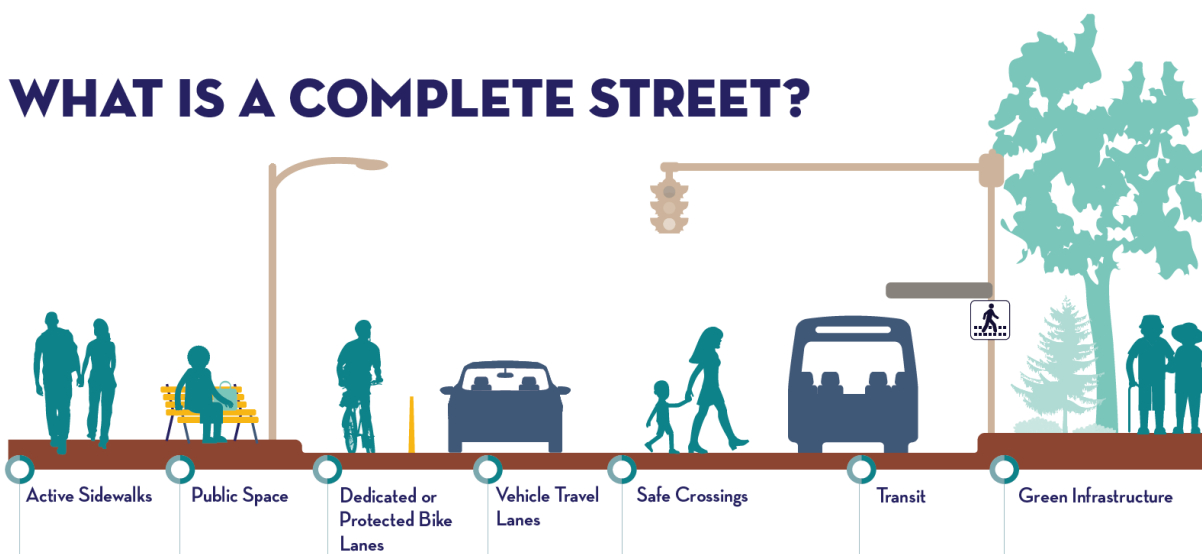 WHAT IS A COMPLETE STREET?
Active Sidewalks
Public Space
Dedicated or
Protected Bike
Lanes
Vehicle Travel
Lanes
Safe Crossings
Transit
Green Infrastructure